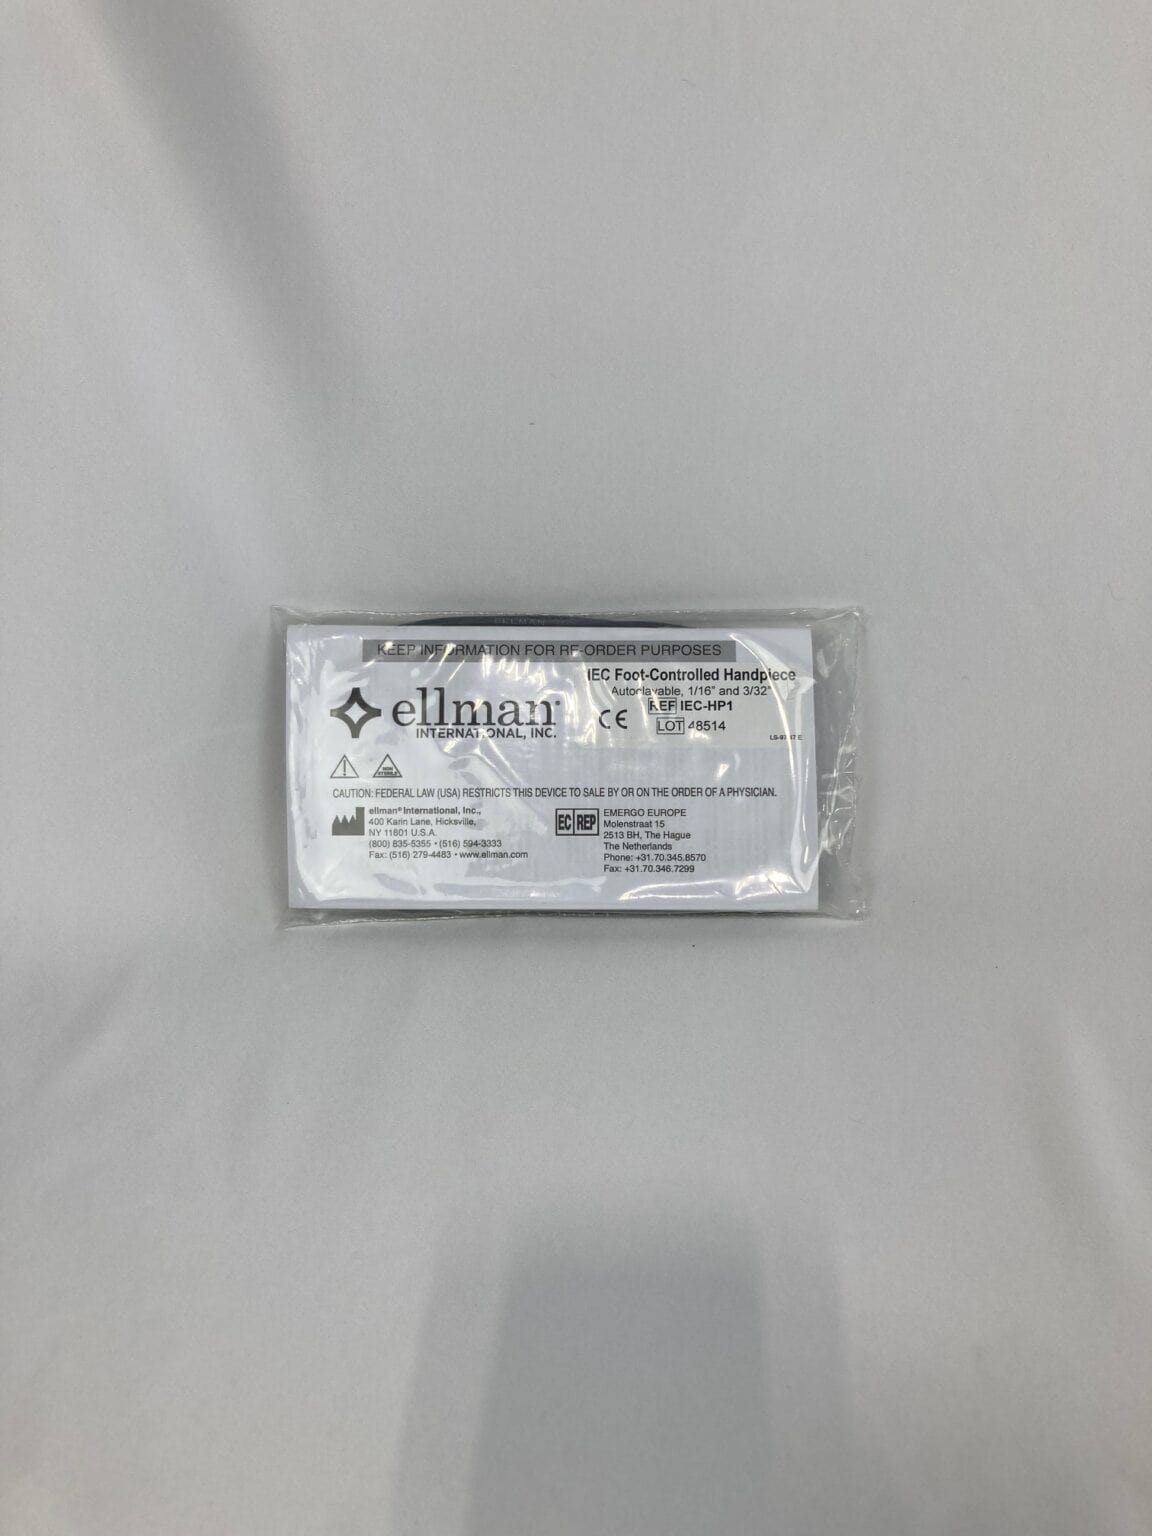 ELLMAN
KEEP INFORMATION FOR RE-ORDER PURPOSES
IEC Foot-Controlled Handpiece
Autoclavable, 1/16" and 3/32"
REF IEC-HP1
LOT 48514
CE
ellman®
INTERNATIONAL, INC.
NON
STERILE
CAUTION: FEDERAL LAW (USA) RESTRICTS THIS DEVICE TO SALE BY OR ON THE ORDER OF A PHYSICIAN.
ellman® International, Inc.,
400 Karin Lane, Hicksville,
NY 11801 U.S.A.
(800) 835-5355 • (516) 594-3333
Fax: (516) 279-4483 • www.ellman.com
EC REP
EMERGO EUROPE
Molenstraat 15
2513 BH, The Hague
The Netherlands
Phone: +31.70.345.8570
Fax: +31.70.346.7299